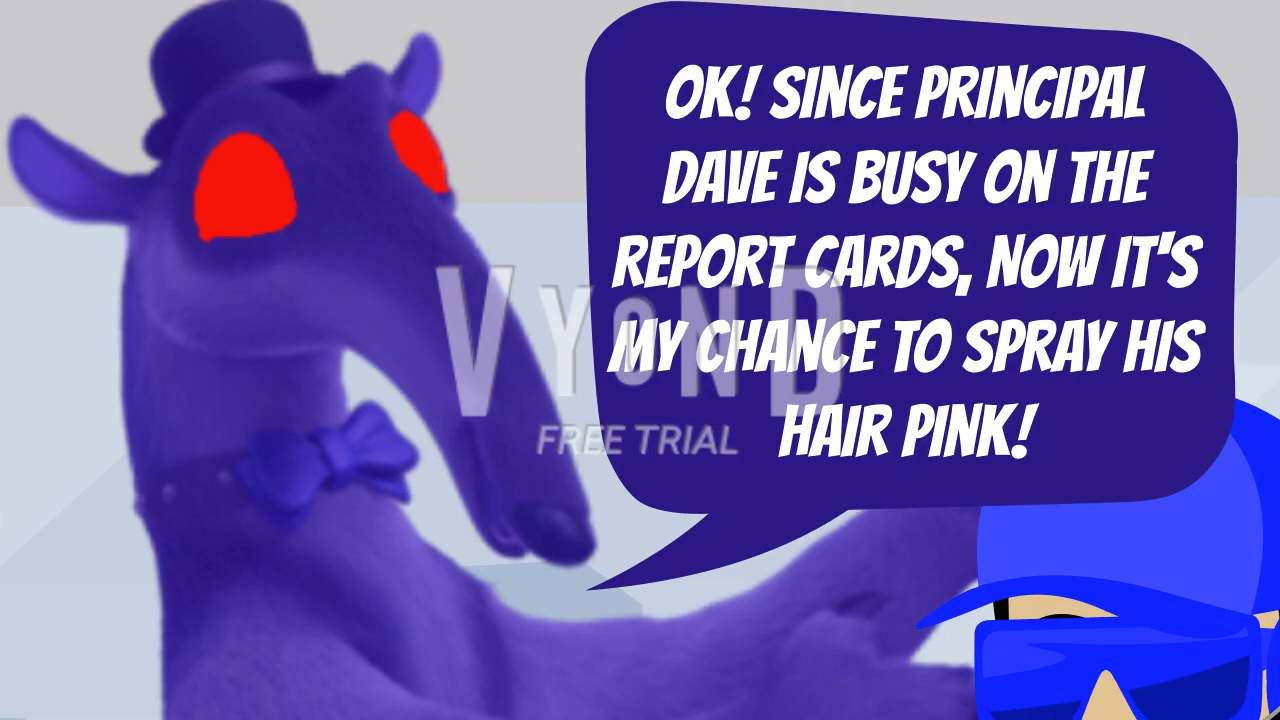 OK! SINCE PRINCIPAL
DAVE IS BUSY ON THE
REPORT CARDS, NOW IT'S
MY CHANCE TO SPRAY HIS
HAIR PINK!
VYOND
FREE TRIAL